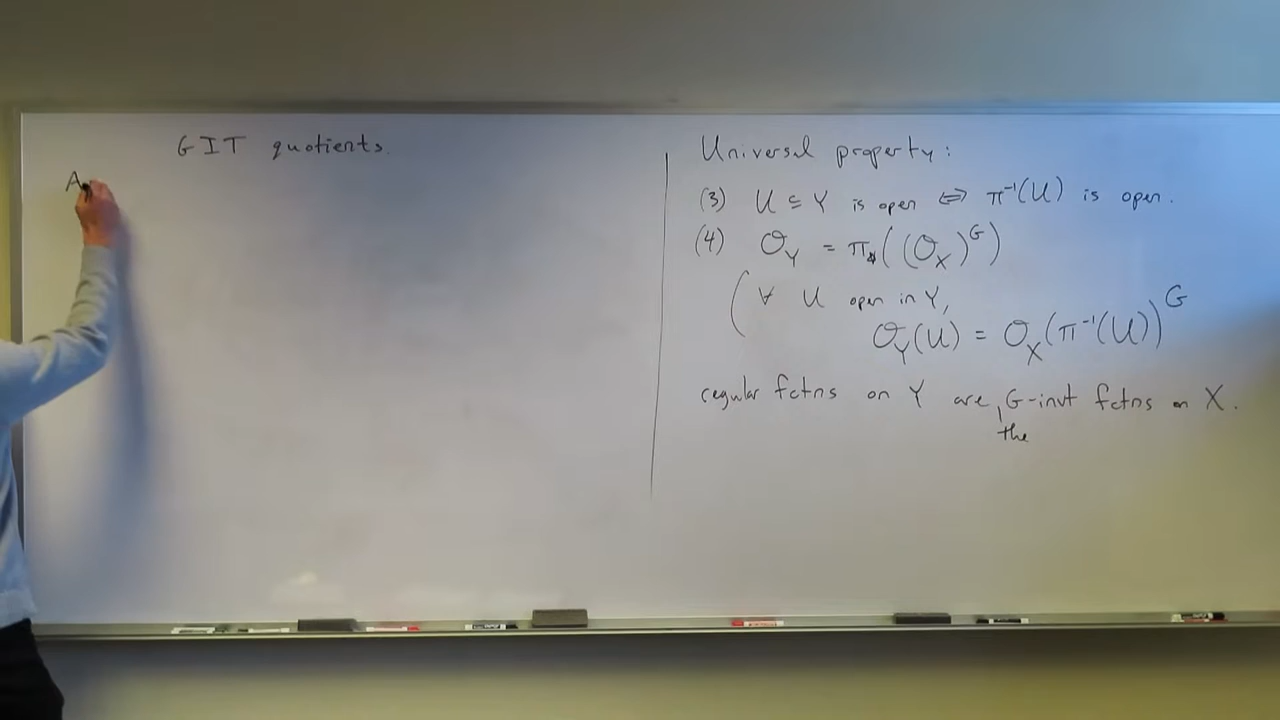 GIT quotients.
A
Universal property:
(3) U ⊆ Y is open ⇔ π⁻¹(U) is open.
(4) 𝒪_Y = π_*((𝒪_X)^G)
( ∀ U open in Y,
𝒪_Y(U) = 𝒪_X(π⁻¹(U))^G
regular fctns on Y are, G-invt fctns on X.
the